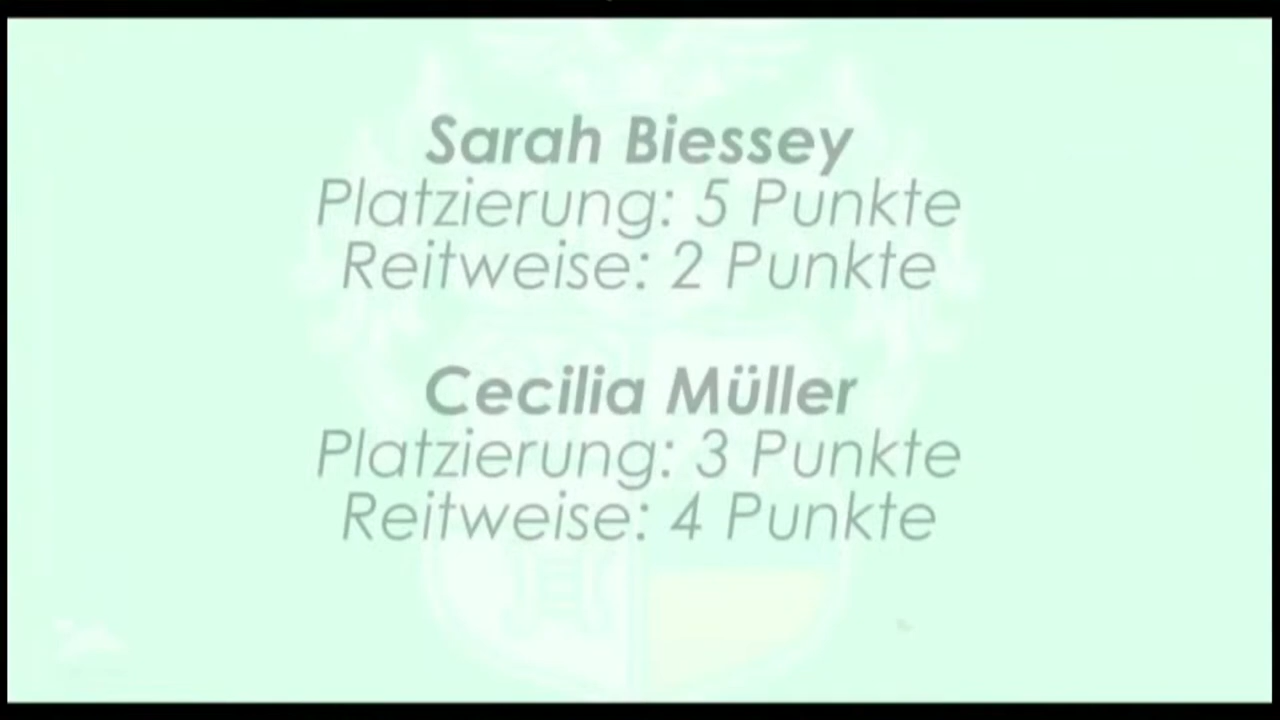 Sarah Biessey
Platzierung: 5 Punkte
Reitweise: 2 Punkte
Cecilia Müller
Platzierung: 3 Punkte
Reitweise: 4 Punkte